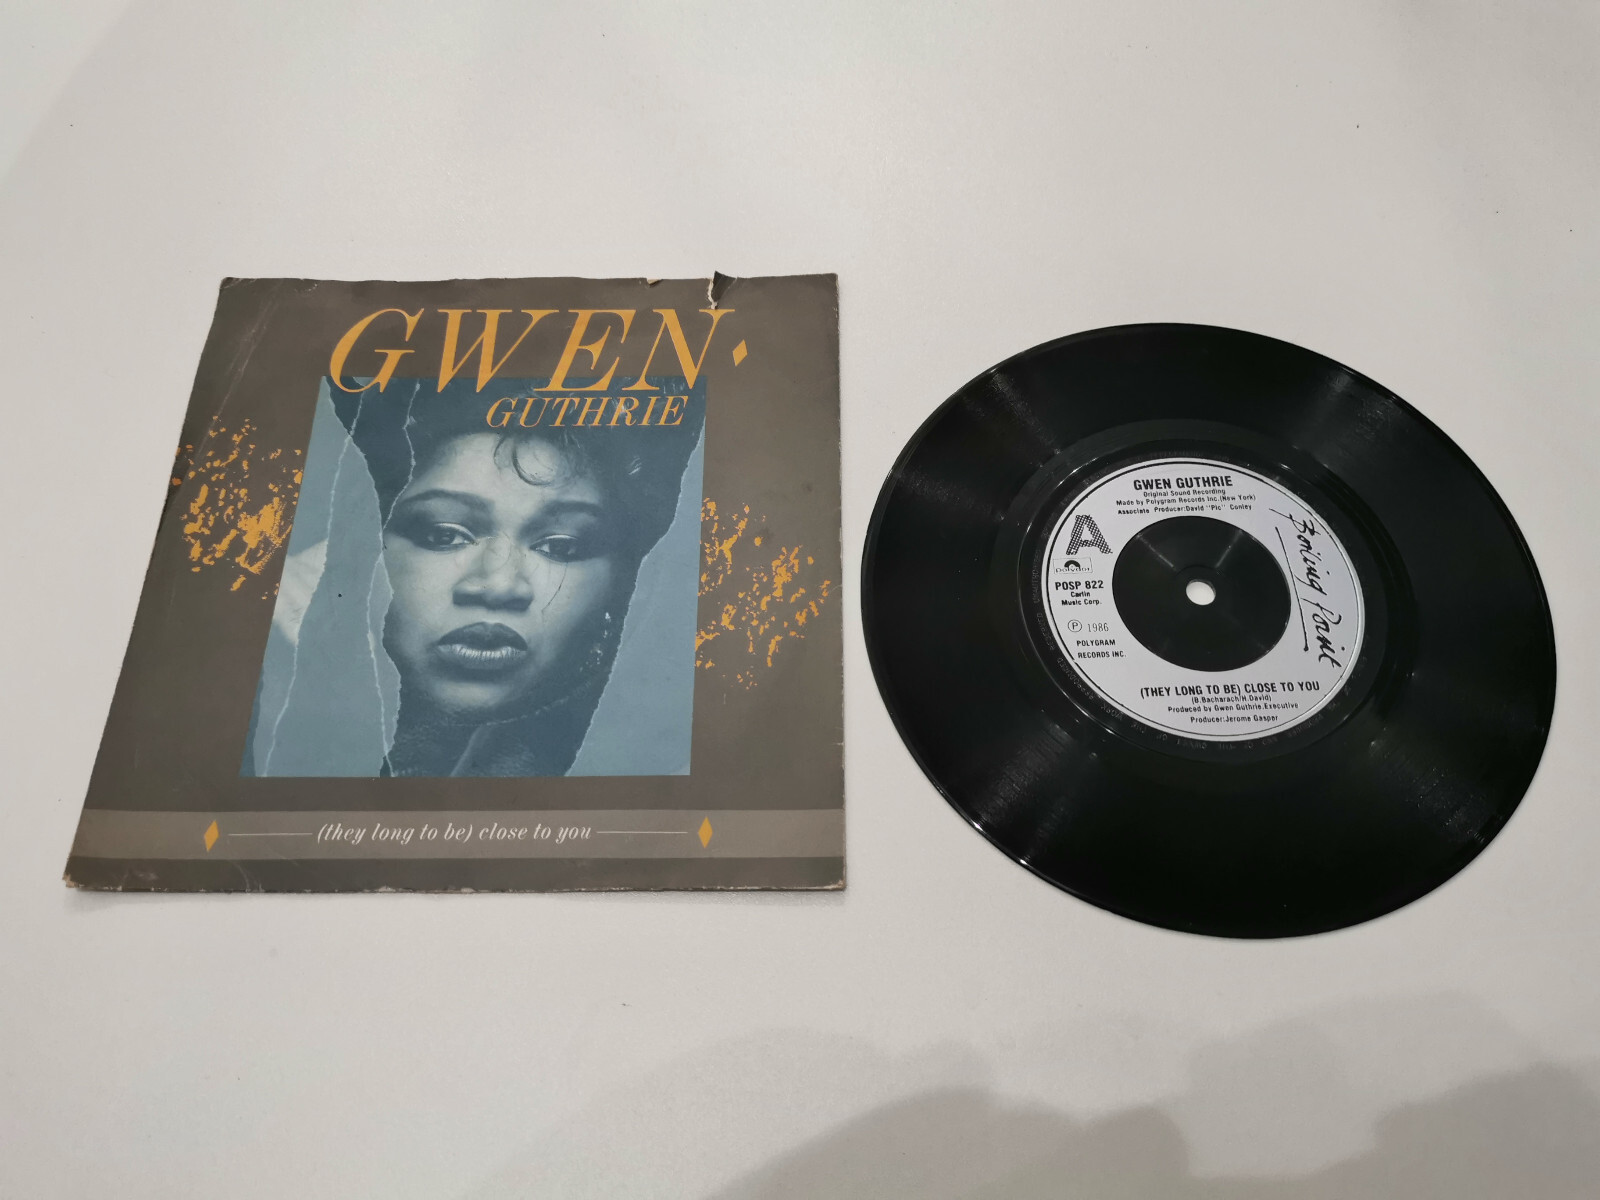 GWEN
GUTHRIE
(they long to be) close to you
GWEN GUTHRIE
Original Sound Recording
Made by Polygram Records Inc.(New York)
Associate Producer:David "Pic" Conley
A
polydor
POSP 822
Carlin
Music Corp.
Ⓟ 1986
POLYGRAM
RECORDS INC.
Boiling Point
(THEY LONG TO BE) CLOSE TO YOU
(B.Bacharach/H.David)
Produced by Gwen Guthrie.Executive
Producer:Jerome Gasper